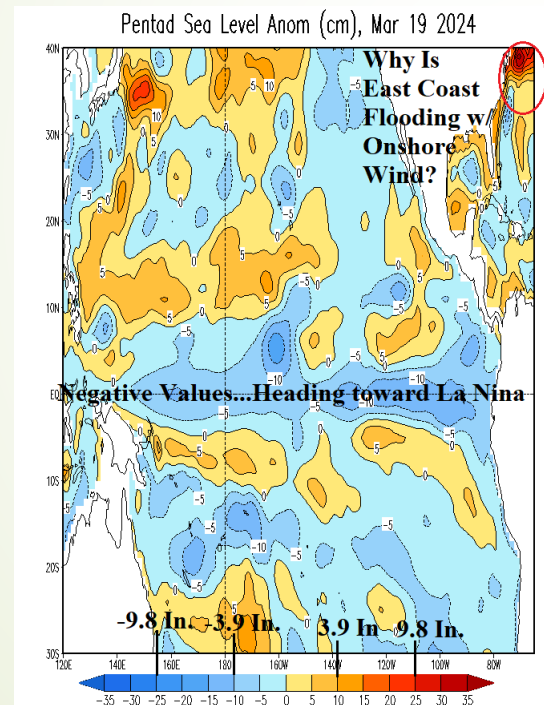 Pentad Sea Level Anom (cm), Mar 19 2024
Why Is
East Coast
Flooding w/
Onshore
Wind?
Negative Values...Heading toward La Nina
-9.8 In. -3.9 In. 3.9 In 9.8 In.
40N
30N
20N
10N
EQ
10S
20S
30S
120E 140E 160E 180 160W 140W 120W 100W 80W
-35 -30 -25 -20 -15 -10 -5 0 5 10 15 20 25 30 35